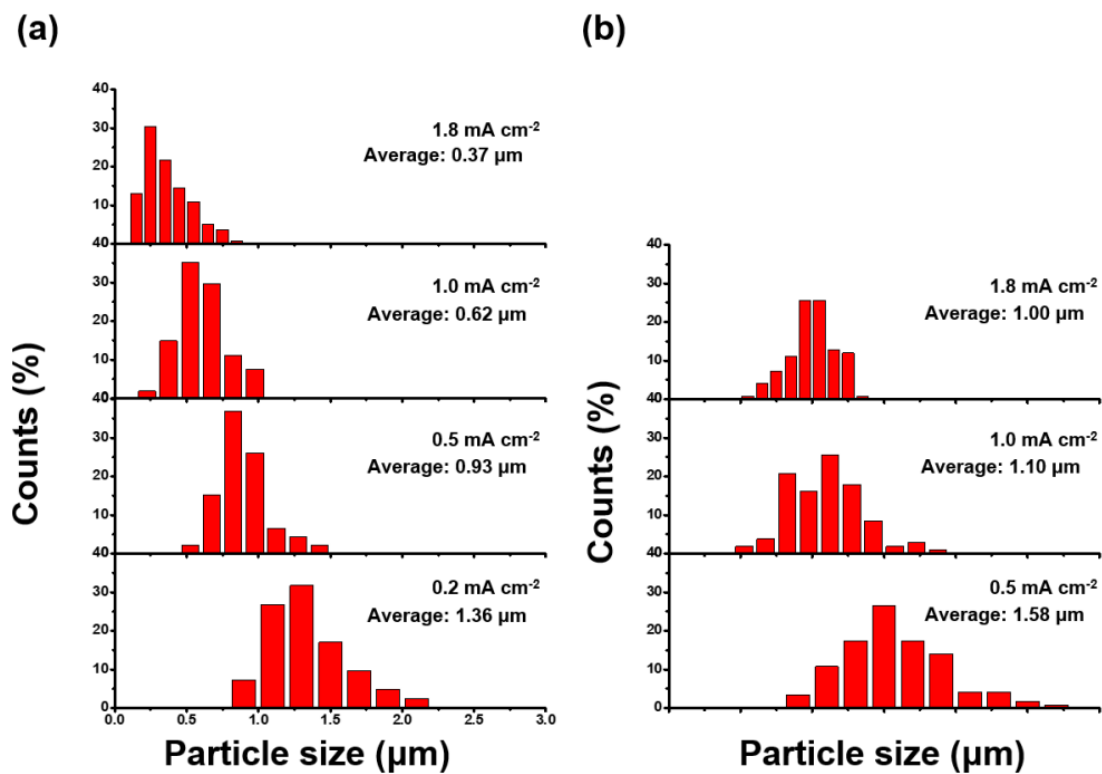 (a)
Counts (%)
40
30
20
10
1.8 mA cm-2
Average: 0.37 µm
40
30
20
10
1.0 mA cm-2
Average: 0.62 µm
40
30
20
10
0.5 mA cm-2
Average: 0.93 µm
40
30
20
10
0
0.2 mA cm-2
Average: 1.36 µm
0.0 0.5 1.0 1.5 2.0 2.5 3.0
Particle size (µm)
(b)
Counts (%)
40
30
20
10
1.8 mA cm-2
Average: 1.00 µm
40
30
20
10
1.0 mA cm-2
Average: 1.10 µm
40
30
20
10
0
0.5 mA cm-2
Average: 1.58 µm
Particle size (µm)